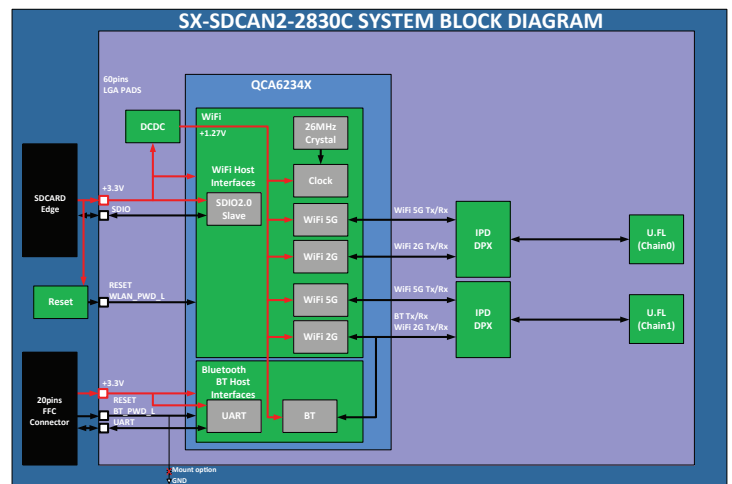 SX-SDCAN2-2830C SYSTEM BLOCK DIAGRAM
60pins
LGA PADS
QCA6234X
WiFi
+1.27V
DCDC
26MHz
Crystal
WiFi Host
Interfaces
Clock
SDCARD
Edge
+3.3V
SDIO
SDIO2.0
Slave
WiFi 5G
WiFi 5G Tx/Rx
IPD
DPX
U.FL
(Chain0)
WiFi 2G
WiFi 2G Tx/Rx
Reset
RESET
WLAN_PWD_L
WiFi 5G
WiFi 5G Tx/Rx
IPD
DPX
U.FL
(Chain1)
WiFi 2G
BT Tx/Rx
WiFi 2G Tx/Rx
20pins
FFC
Connector
+3.3V
RESET
BT_PWD_L
UART
Bluetooth
BT Host
Interfaces
UART
BT
Mount option
GND